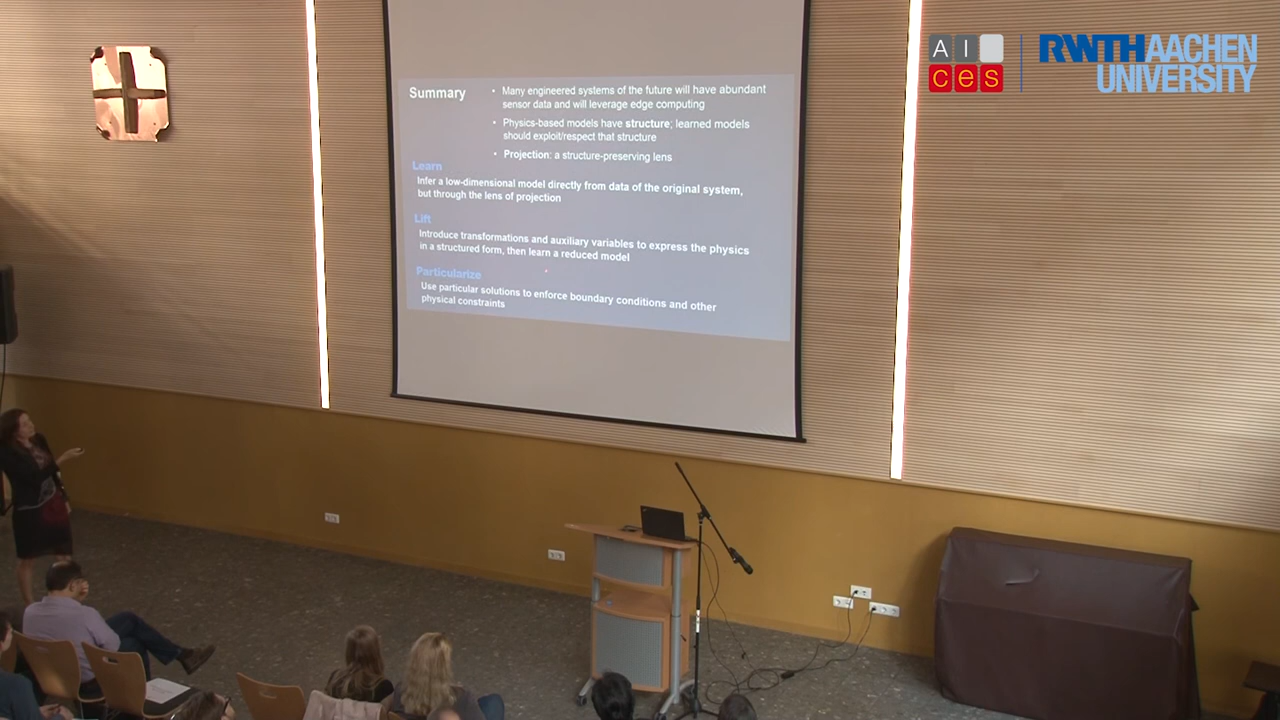 AI
ces
RWTHAACHEN
UNIVERSITY
Summary
• Many engineered systems of the future will have abundant
sensor data and will leverage edge computing
• Physics-based models have structure; learned models
should exploit/respect that structure
• Projection: a structure-preserving lens
Learn
Infer a low-dimensional model directly from data of the original system,
but through the lens of projection
Lift
Introduce transformations and auxiliary variables to express the physics
in a structured form, then learn a reduced model
Particularize
Use particular solutions to enforce boundary conditions and other
physical constraints